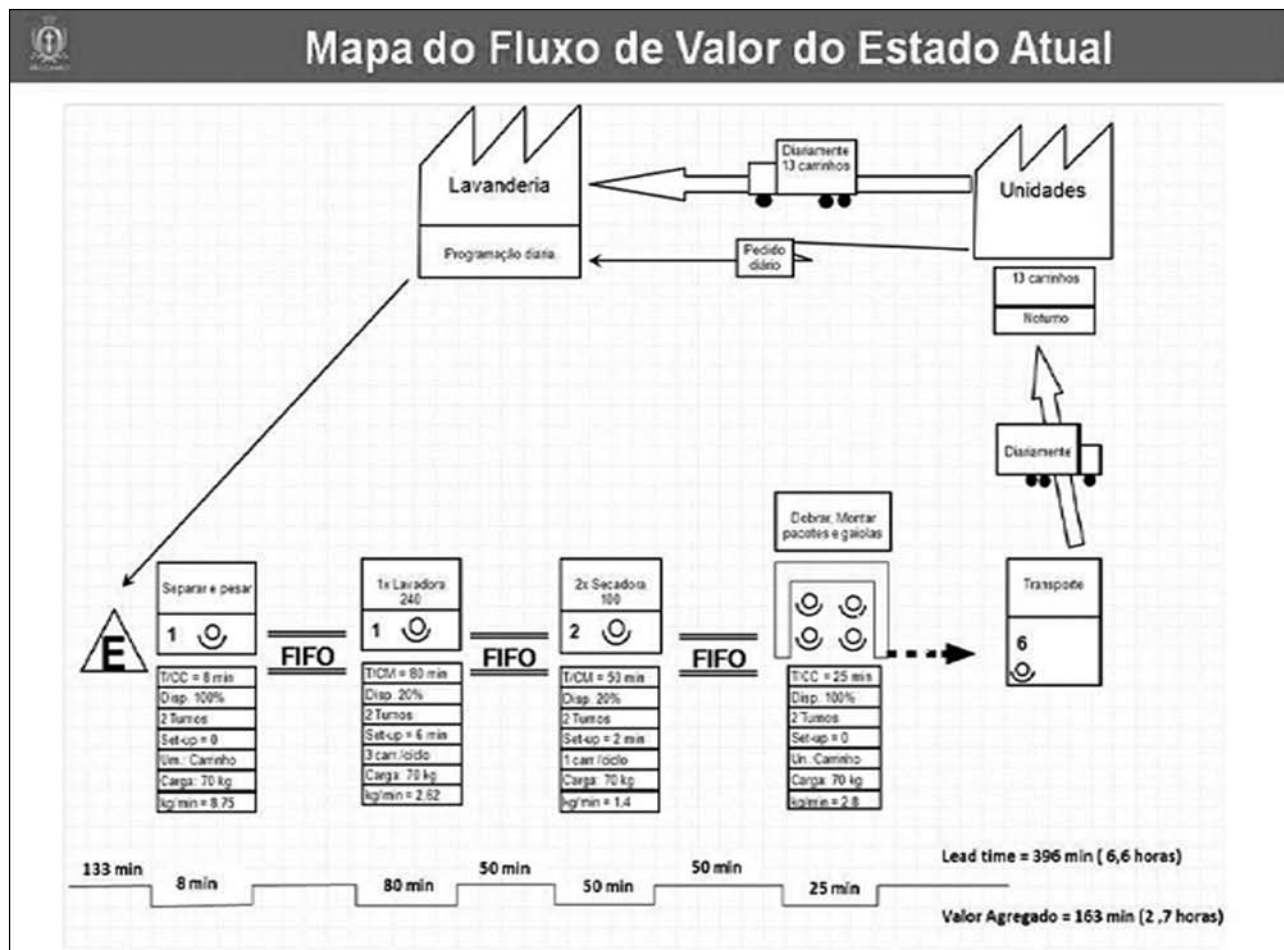 Mapa do Fluxo de Valor do Estado Atual
Lavanderia
Programação diaria
Diariamente
13 carrinhos
Pedido
diário
Unidades
13 carrinhos
Noturno
Diariamente
Dobrar, Montar
pacotes e gaiolas
E
Separar e pesar
1
T/CC = 8 min
Disp. 100%
2 Turnos
Set-up = 0
Um.: Carrinho
Carga: 70 kg
kg/min = 8.75
FIFO
1x Lavadora
240
1
T/CM = 80 min
Disp. 20%
2 Turnos
Set-up = 6 min
3 carr./ciclo
Carga: 70 kg
kg/min = 2.62
FIFO
2x Secadora
100
2
T/CM = 50 min
Disp. 20%
2 Turnos
Set-up = 2 min
1 carr./ciclo
Carga: 70 kg
kg/min = 1.4
FIFO
T/CC = 25 min
Disp. 100%
2 Turnos
Set-up = 0
Un.: Carrinho
Carga: 70 kg
kg/min = 2.8
Transporte
6
133 min
8 min
80 min
50 min
50 min
50 min
25 min
Lead time = 396 min ( 6,6 horas)
Valor Agregado = 163 min (2 ,7 horas)